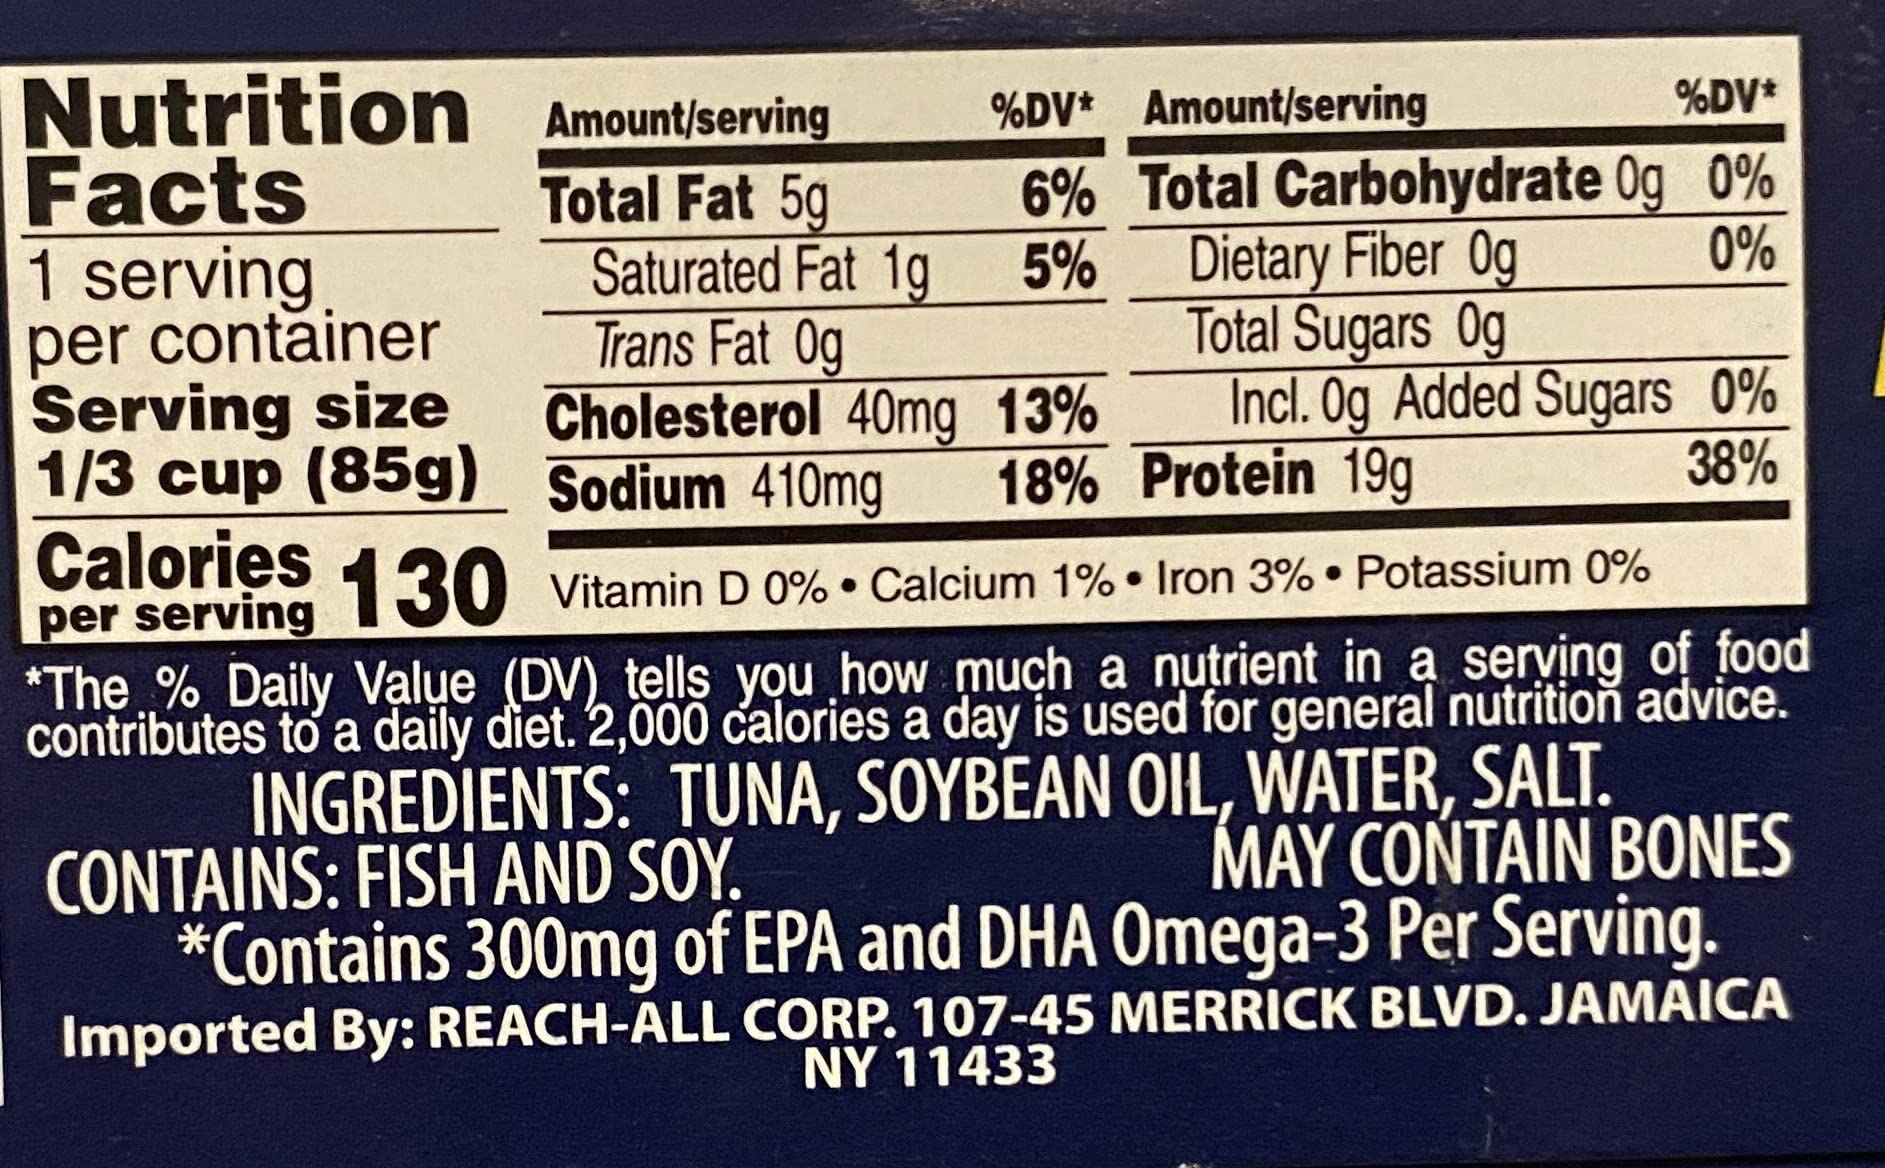 Nutrition
Facts
1 serving
per container
Serving size
1/3 cup (85g)
Calories
per serving
130
Amount/serving %DV*
Total Fat 5g 6%
Saturated Fat 1g 5%
Trans Fat 0g
Cholesterol 40mg 13%
Sodium 410mg 18%
Amount/serving %DV*
Total Carbohydrate 0g 0%
Dietary Fiber 0g 0%
Total Sugars 0g
Incl. 0g Added Sugars 0%
Protein 19g 38%
Vitamin D 0% • Calcium 1% • Iron 3% • Potassium 0%
*The % Daily Value (DV) tells you how much a nutrient in a serving of food
contributes to a daily diet. 2,000 calories a day is used for general nutrition advice.
INGREDIENTS: TUNA, SOYBEAN OIL, WATER, SALT.
CONTAINS: FISH AND SOY. MAY CONTAIN BONES
*Contains 300mg of EPA and DHA Omega-3 Per Serving.
Imported By: REACH-ALL CORP. 107-45 MERRICK BLVD. JAMAICA
NY 11433